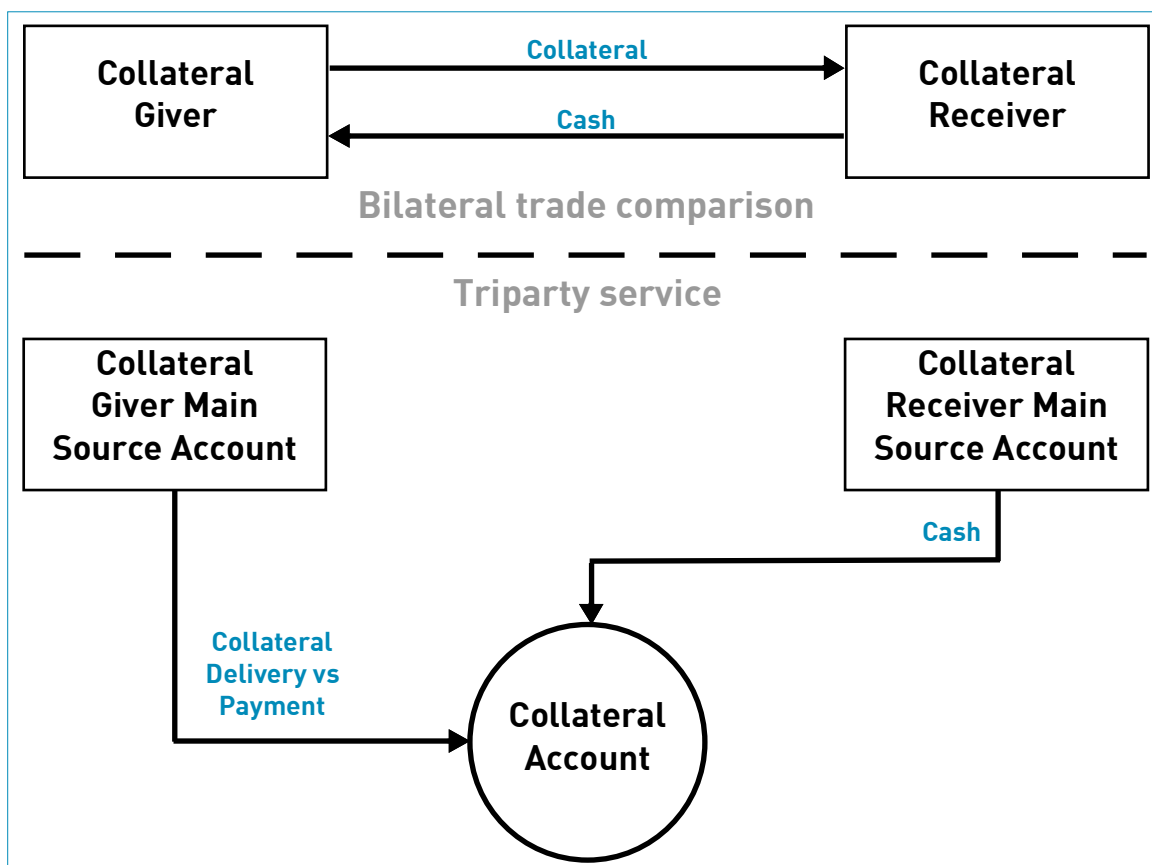 Collateral
Giver
Collateral
Cash
Collateral
Receiver
Bilateral trade comparison
Triparty service
Collateral
Giver Main
Source Account
Collateral
Receiver Main
Source Account
Cash
Collateral
Delivery vs
Payment
Collateral
Account